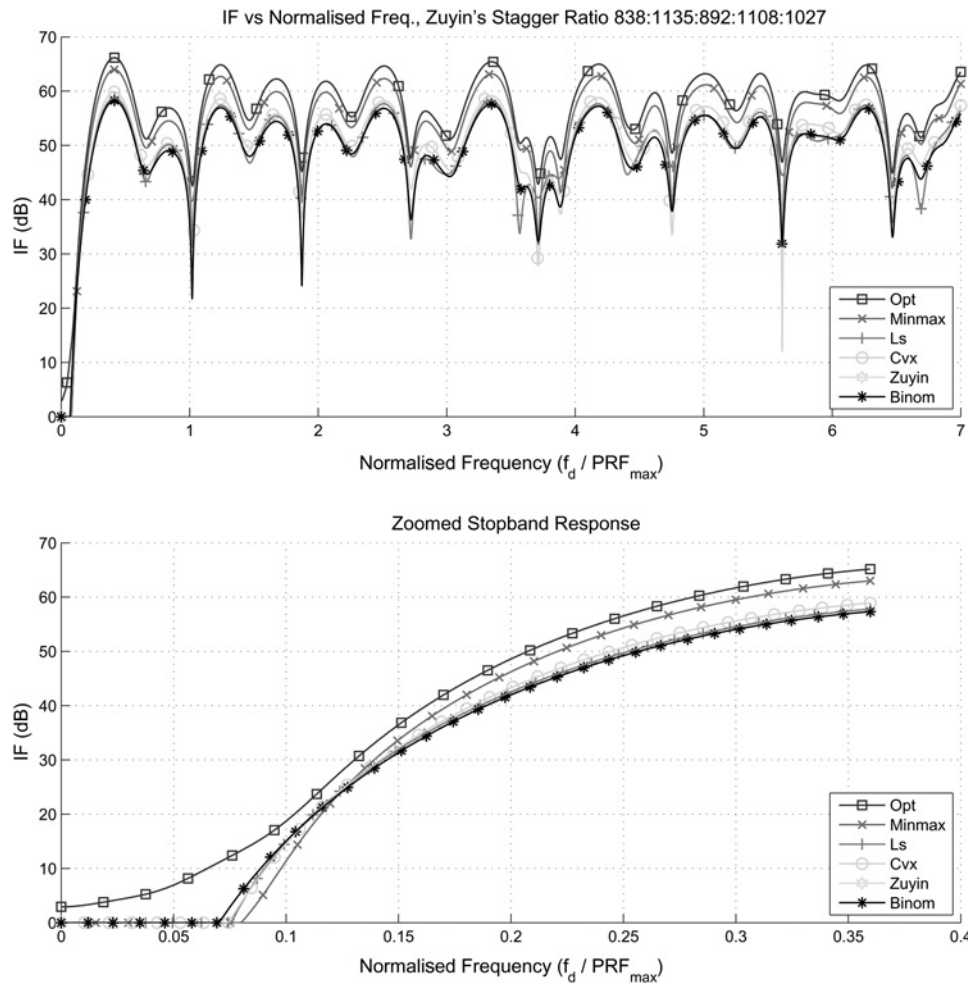 IF vs Normalised Freq., Zuyin's Stagger Ratio 838:1135:892:1108:1027
IF (dB)
70
60
50
40
30
20
10
0
0 1 2 3 4 5 6 7
Normalised Frequency (f_d / PRF_max)
Opt
Minmax
Ls
Cvx
Zuyin
Binom
Zoomed Stopband Response
IF (dB)
70
60
50
40
30
20
10
0
0 0.05 0.1 0.15 0.2 0.25 0.3 0.35 0.4
Normalised Frequency (f_d / PRF_max)
Opt
Minmax
Ls
Cvx
Zuyin
Binom